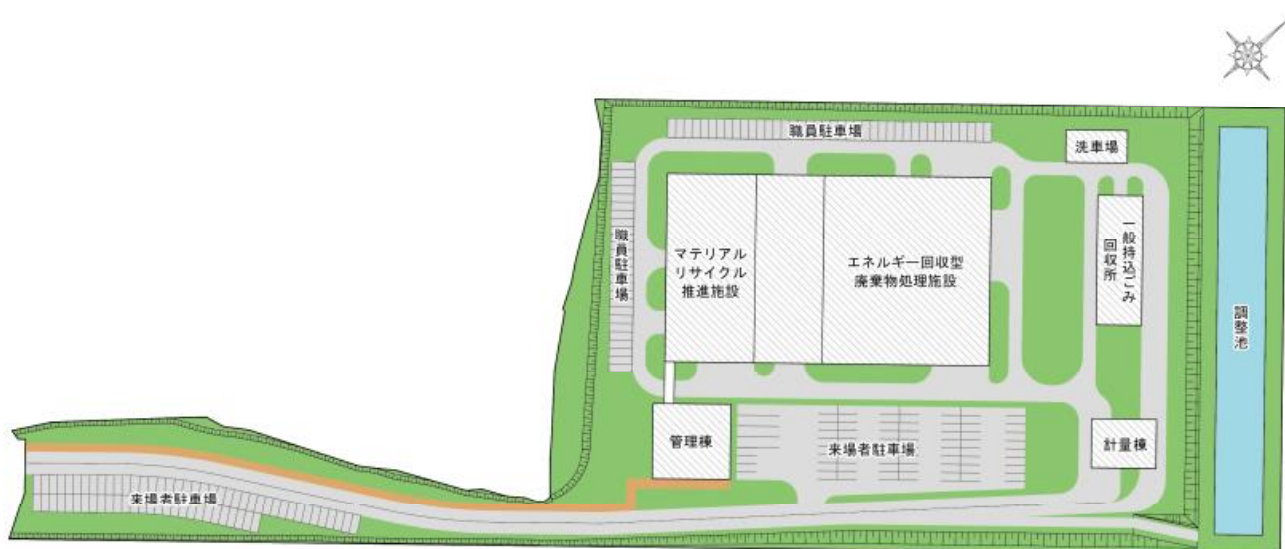 職員駐車場
洗車場
職員駐車場
マテリアル
リサイクル
推進施設
エネルギー回収型
廃棄物処理施設
一般持込ごみ
回収所
調整池
管理棟
来場者駐車場
計量棟
来場者駐車場